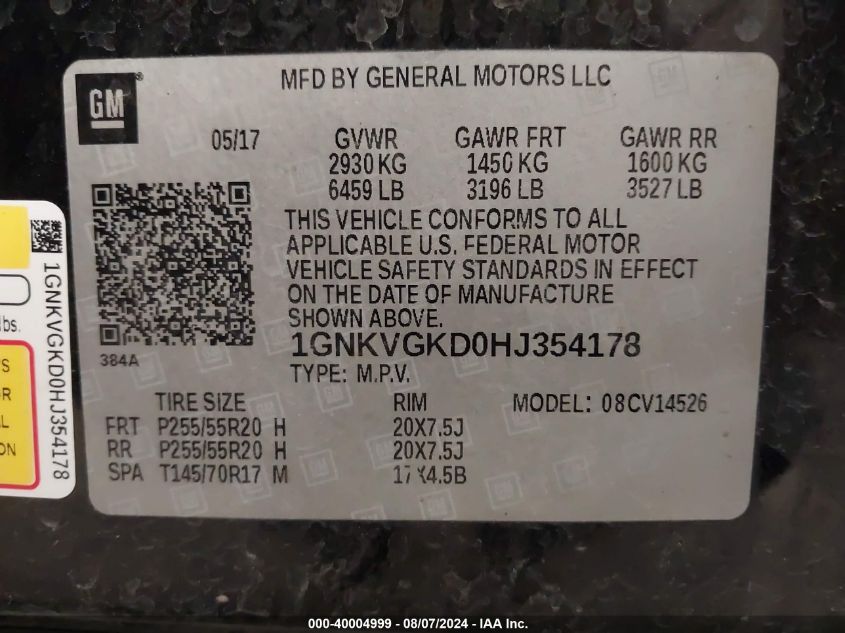 MFD BY GENERAL MOTORS LLC
GM
05/17 GVWR GAWR FRT GAWR RR
2930 KG 1450 KG 1600 KG
6459 LB 3196 LB 3527 LB
THIS VEHICLE CONFORMS TO ALL
APPLICABLE U.S. FEDERAL MOTOR
VEHICLE SAFETY STANDARDS IN EFFECT
ON THE DATE OF MANUFACTURE
SHOWN ABOVE.
384A
1GNKVGKD0HJ354178
TYPE: M.P.V.
TIRE SIZE RIM MODEL: 08CV14526
FRT P255/55R20 H 20X7.5J
RR P255/55R20 H 20X7.5J
SPA T145/70R17 M 17X4.5B
1GNKVGKD0HJ354178
lbs.
000-40004999 - 08/07/2024 - IAA Inc.